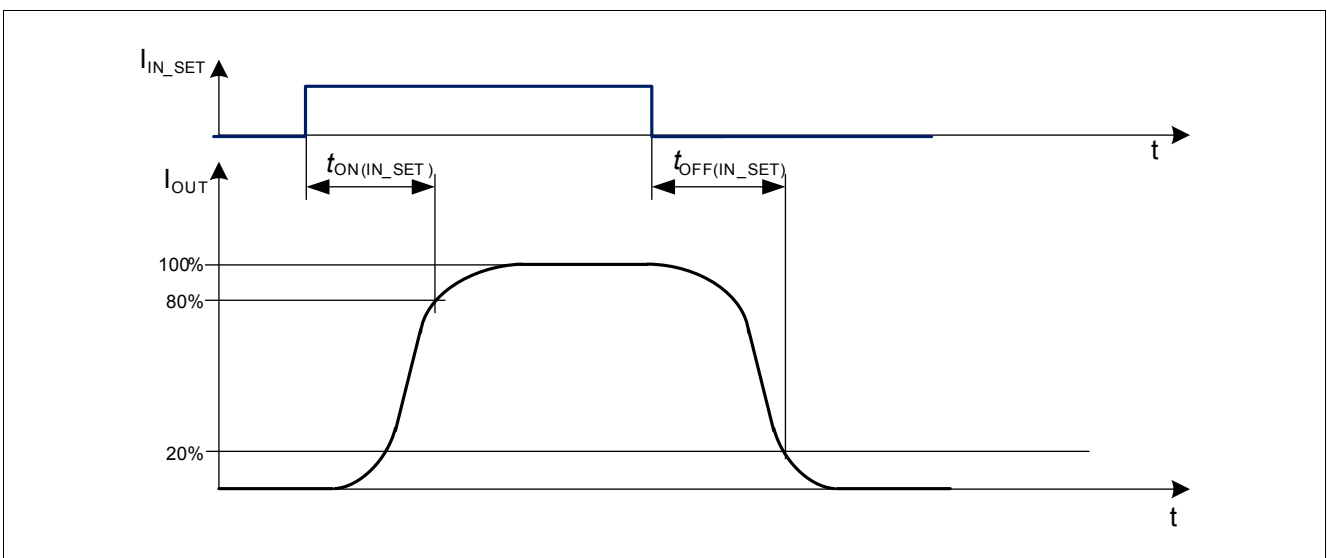 I_IN_SET
t
t_ON(IN_SET)
t_OFF(IN_SET)
I_OUT
100%
80%
20%
t